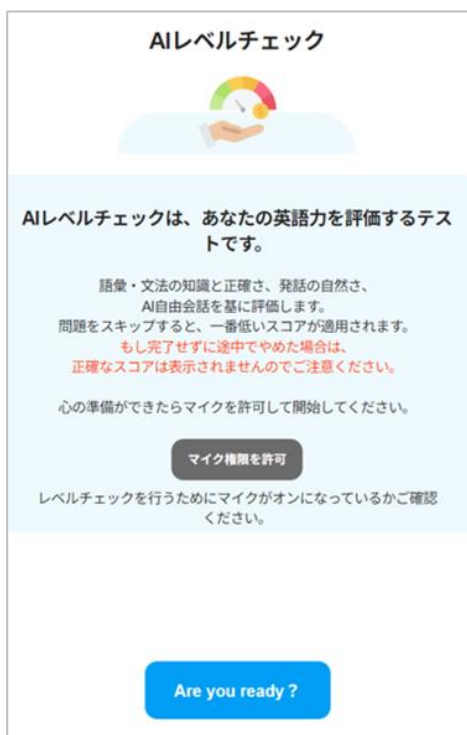 AIレベルチェック
AIレベルチェックは、あなたの英語力を評価するテス
トです。
語彙・文法の知識と正確さ、発話の自然さ、
AI自由会話を基に評価します。
問題をスキップすると、一番低いスコアが適用されます。
もし完了せずに途中でやめた場合は、
正確なスコアは表示されませんのでご注意ください。
心の準備ができたらマイクを許可して開始してください。
マイク権限を許可
レベルチェックを行うためにマイクがオンになっているかご確認
ください。
Are you ready ?